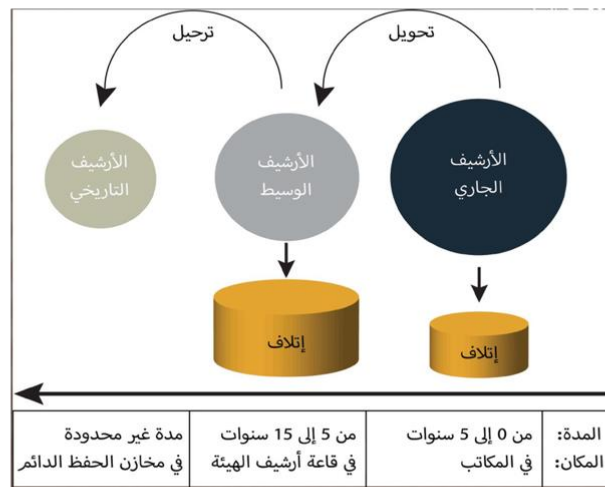 تحويل
ترحيل
الأرشيف
الجاري
الأرشيف
الوسيط
الأرشيف
التاريخي
إتلاف
إتلاف
المدة:
المكان:
من 0 إلى 5 سنوات
في المكاتب
من 5 إلى 15 سنوات
في قاعة أرشيف الهيئة
مدة غير محدودة
في مخازن الحفظ الدائم